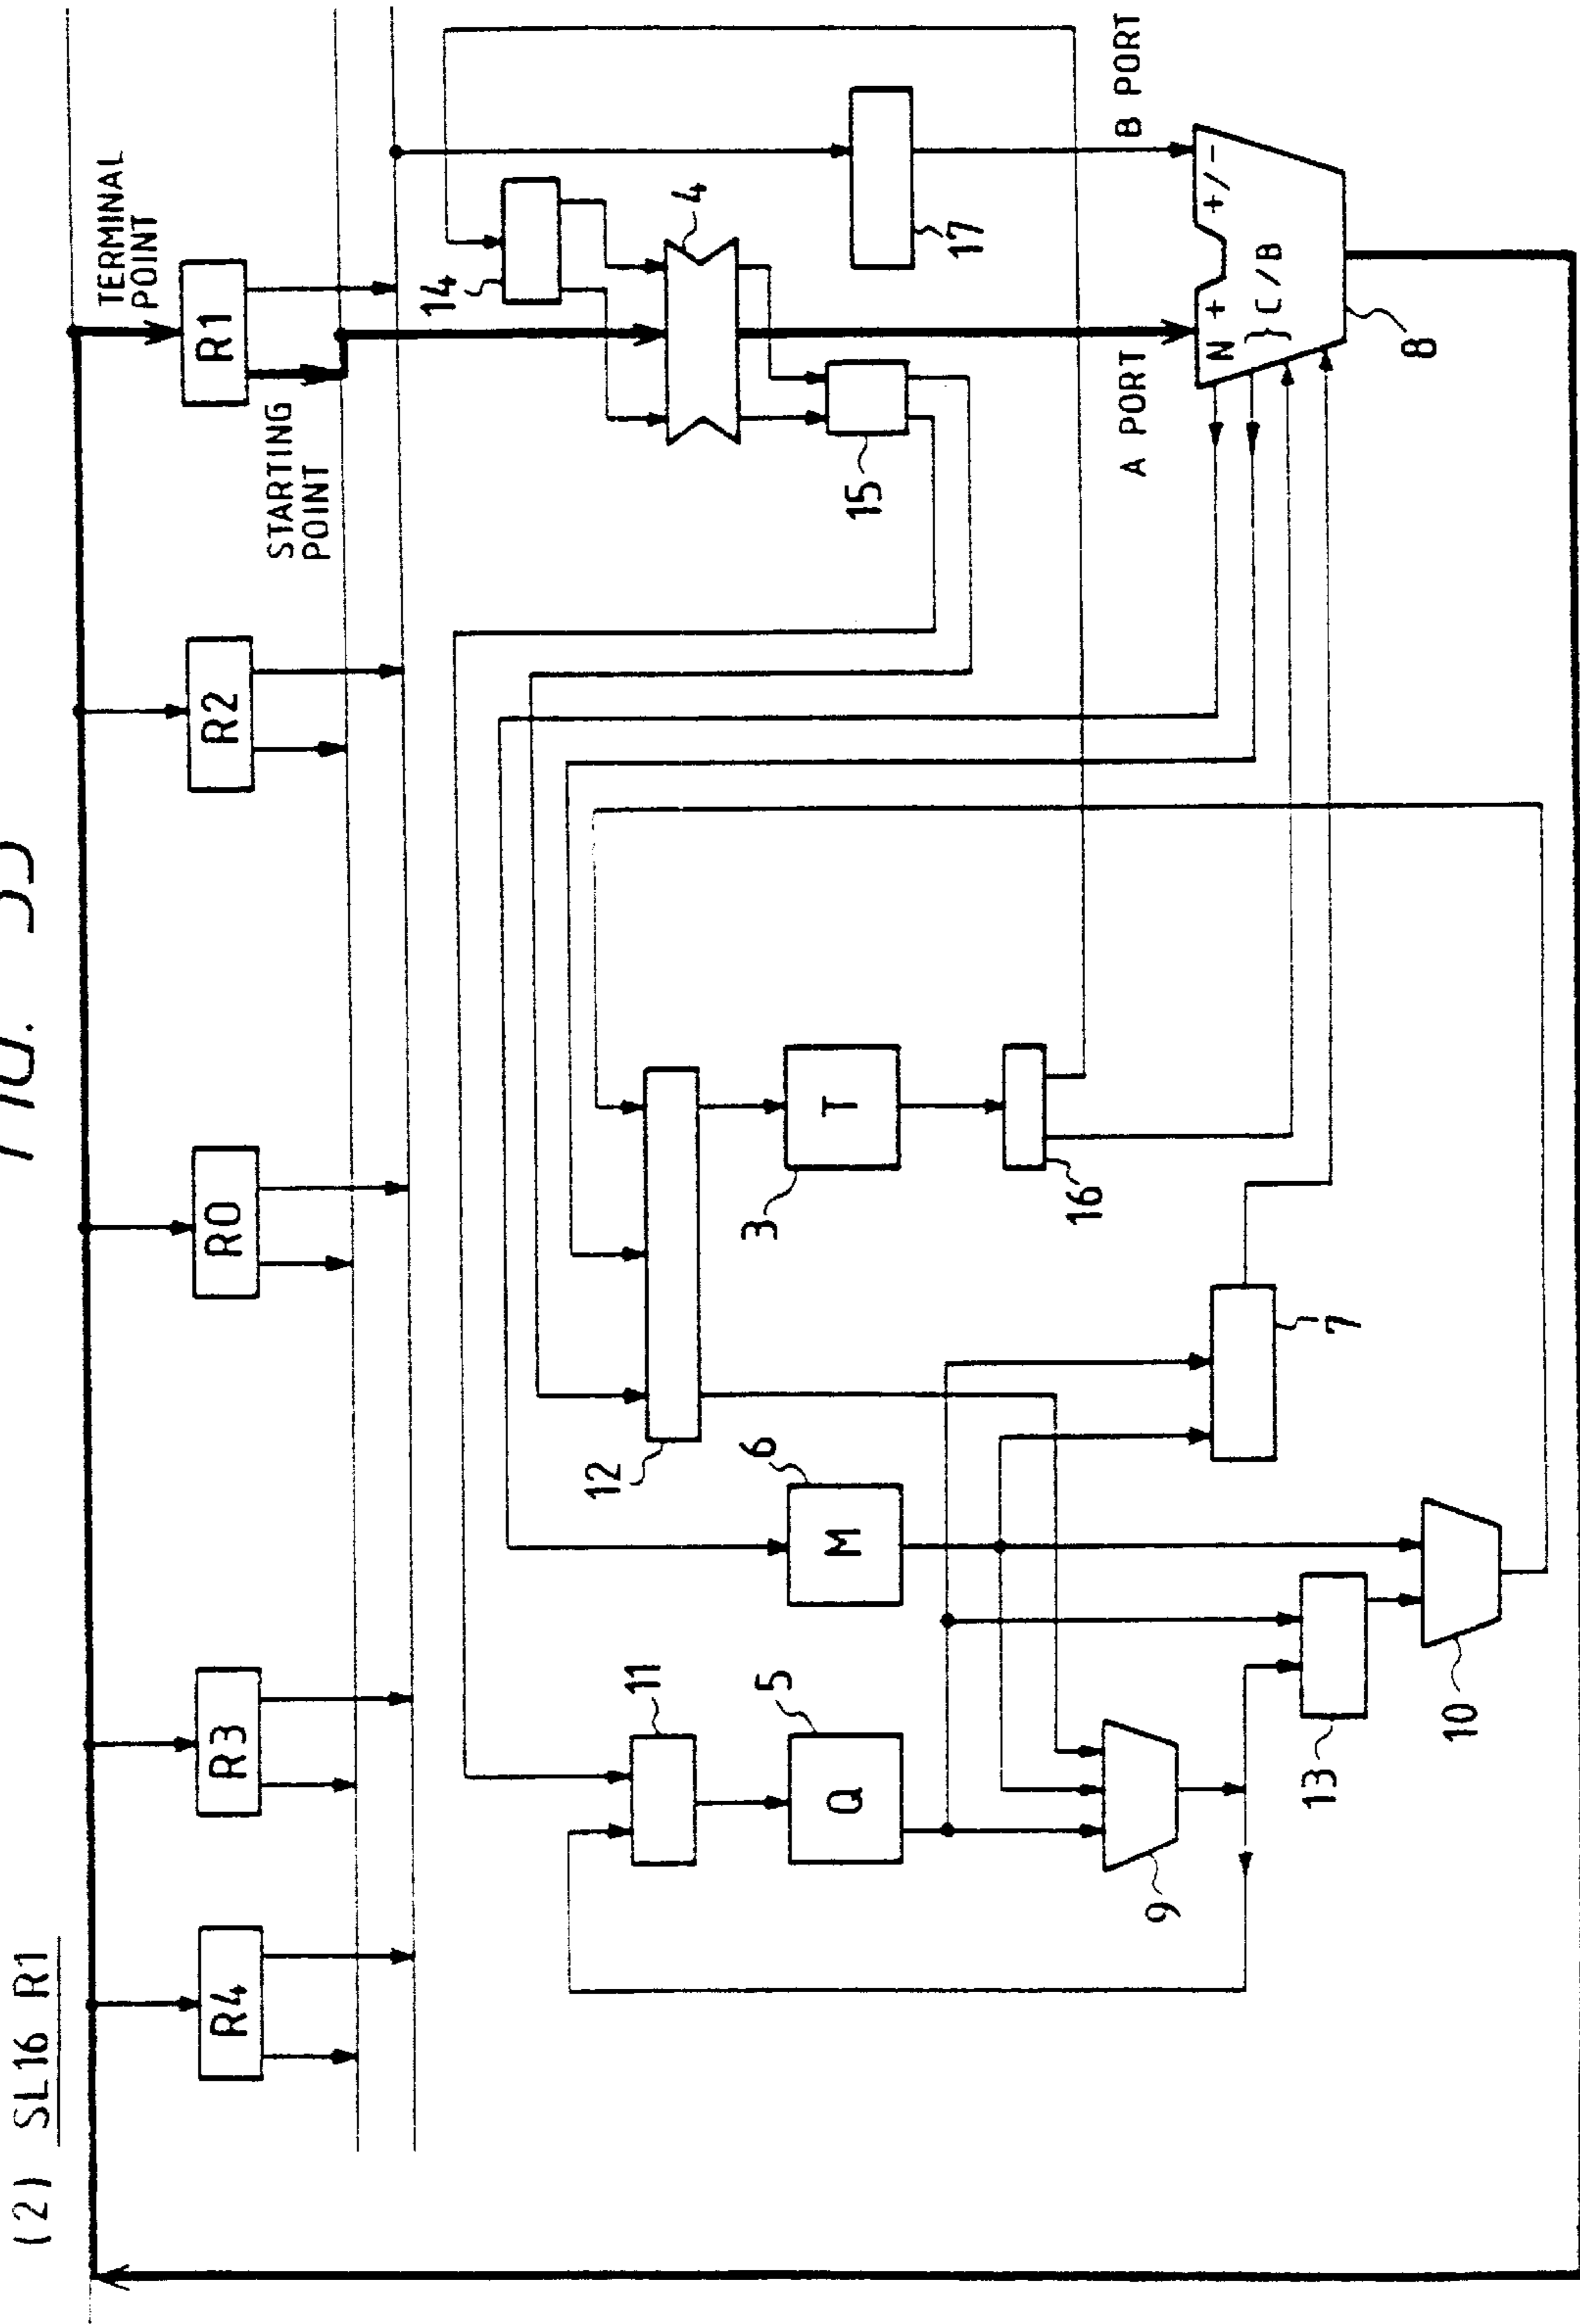 (2) SL16 R1
TERMINAL
POINT
STARTING
POINT
R4
R3
R0
R2
R1
14
4
15
17
A PORT
B PORT
N + +/-
} C/B
8
11
12
5
Q
6
M
3
T
16
7
9
13
10